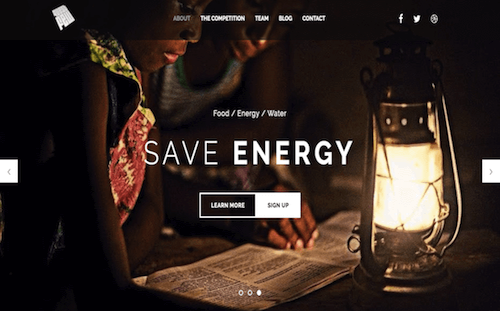 ABOUT THE COMPETITION TEAM BLOG CONTACT
Food / Energy / Water
SAVE ENERGY
LEARN MORE SIGN UP